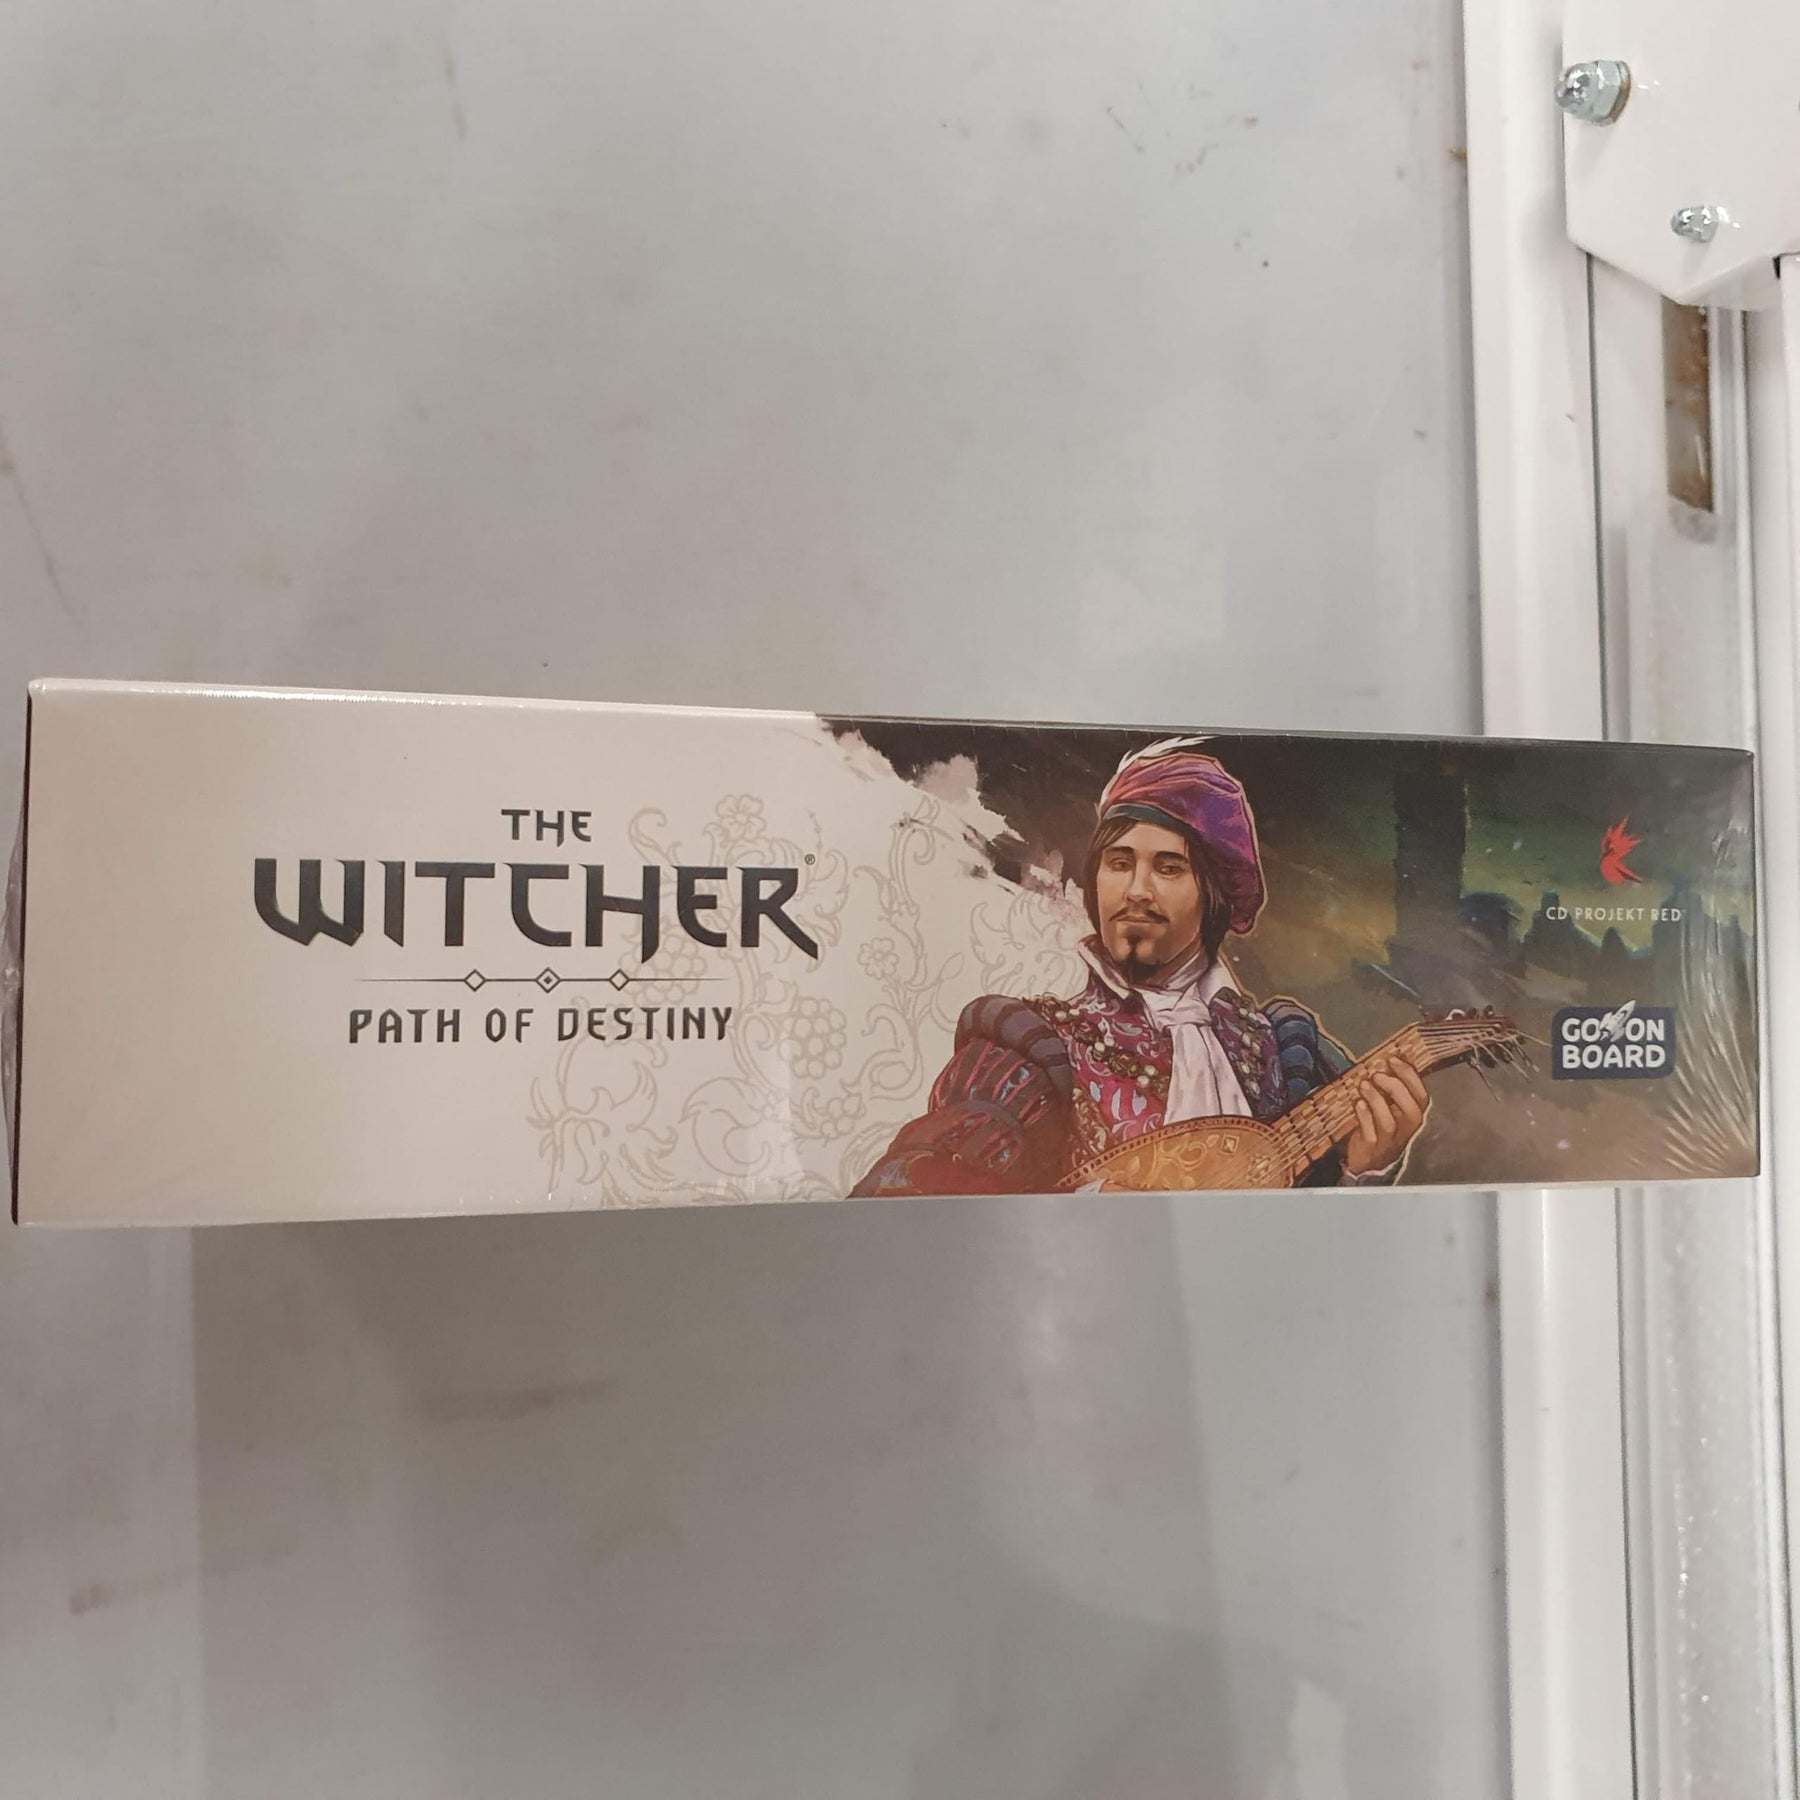 THE
WITCHER®
PATH OF DESTINY
CD PROJEKT RED
GO ON
BOARD